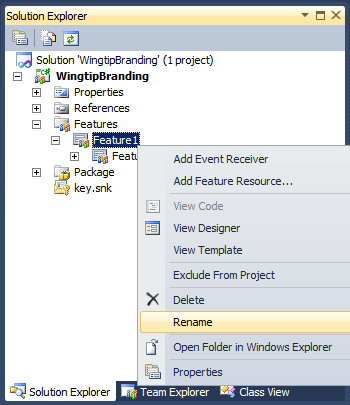 Solution Explorer
Solution 'WingtipBranding' (1 project)
WingtipBranding
Properties
References
Features
Feature1
Featu
Package
key.snk
Add Event Receiver
Add Feature Resource...
View Code
View Designer
View Template
Exclude From Project
Delete
Rename
Open Folder in Windows Explorer
Properties
Solution Explorer Team Explorer Class View